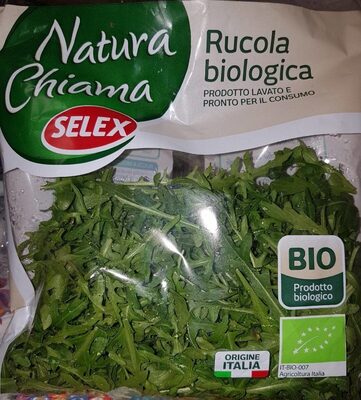 Natura
Chiama
SELEX
Rucola
biologica
PRODOTTO LAVATO E
PRONTO PER IL CONSUMO
BIO
Prodotto
biologico
ORIGINE
ITALIA
IT-BIO-007
Agricoltura Italia